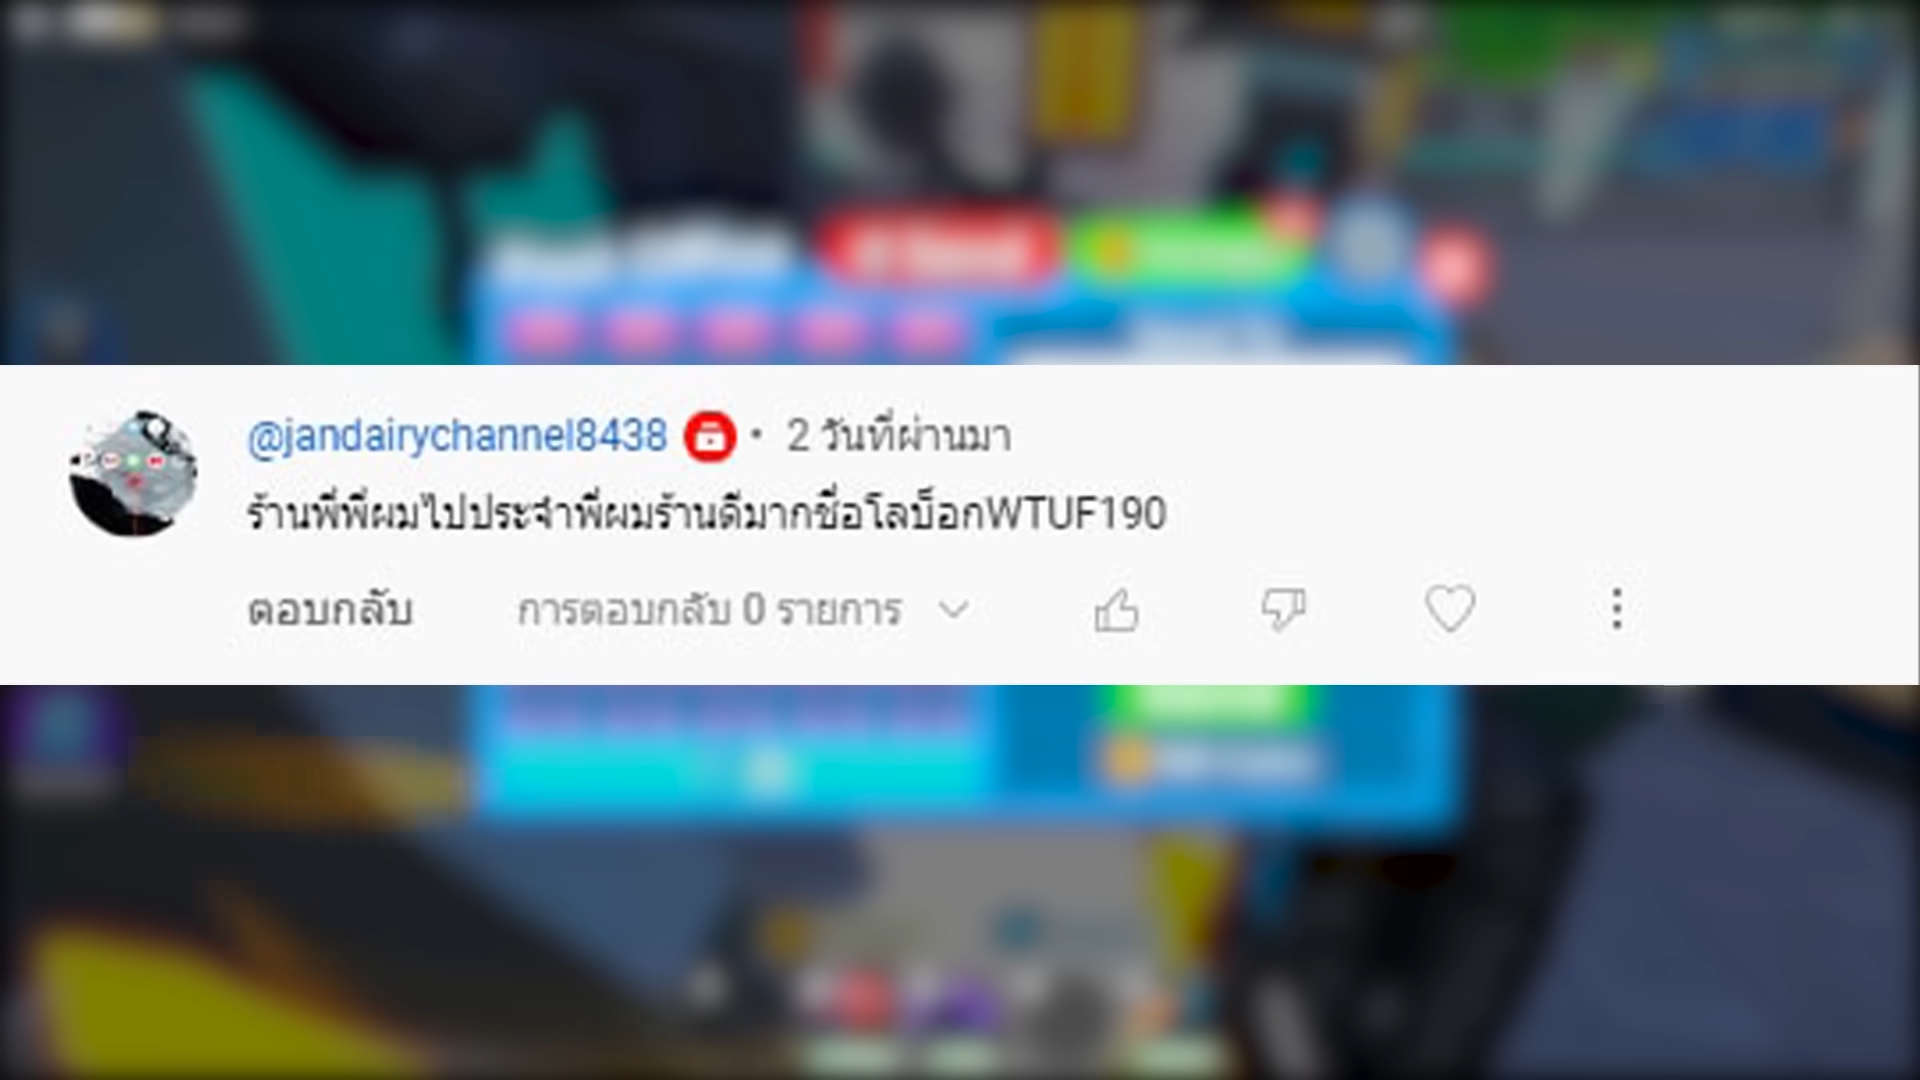 @jandairychannel8438 • 2 วันที่ผ่านมา
ร้านพี่พี่ผมไปประจำพี่ผมร้านดีมากชื่อโลบ็อกWTUF190
ตอบกลับ การตอบกลับ 0 รายการ